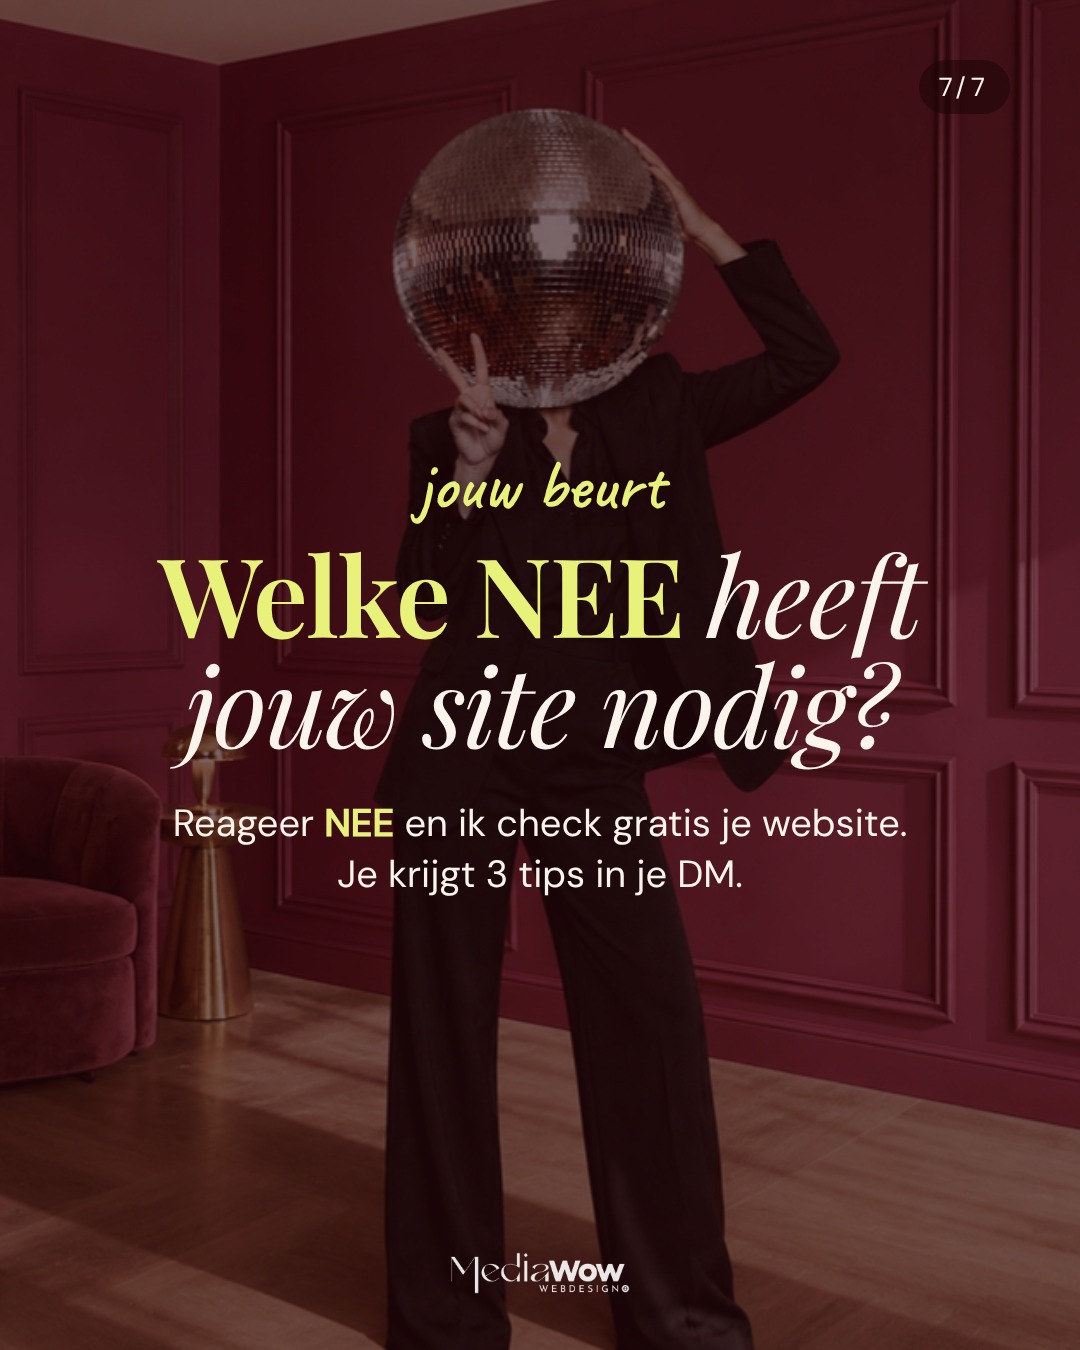 7/7
jouw beurt
Welke NEE heeft
jouw site nodig?
Reageer NEE en ik check gratis je website.
Je krijgt 3 tips in je DM.
MediaWow
WEBDESIGN